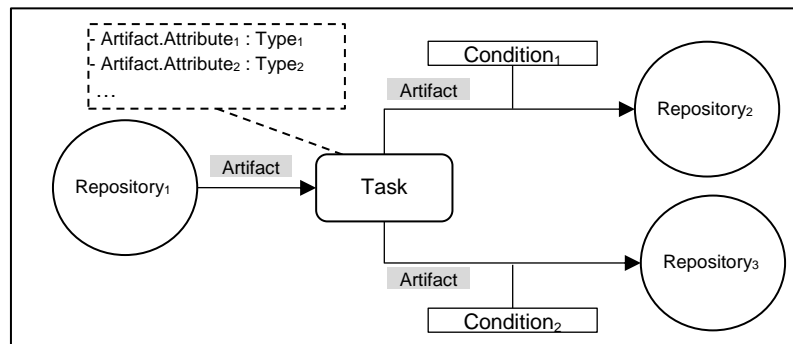 - Artifact.Attribute₁ : Type₁
- Artifact.Attribute₂ : Type₂
...
Condition₁
Artifact
Repository₂
Repository₁
Artifact
Task
Artifact
Repository₃
Condition₂